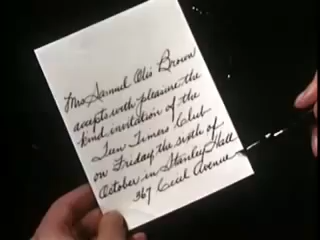 Mrs. Samuel Otis Brown
accepts with pleasure the
kind invitation of the
Teen Timers Club
on Friday, the sixth of
October in Stanley Hall
367 Cecil Avenue